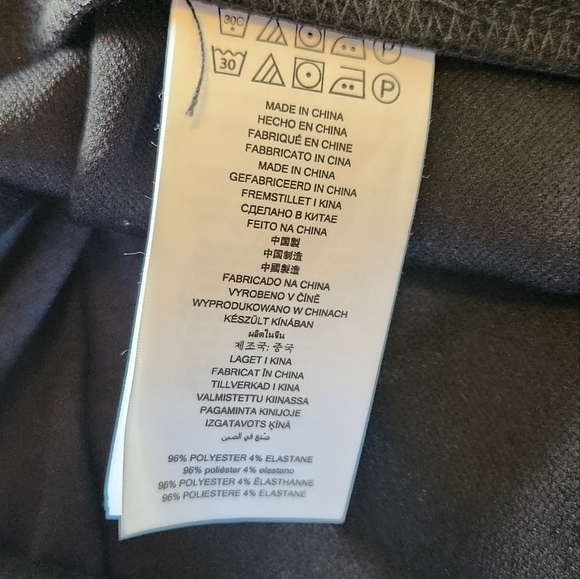 30C P
30 P
MADE IN CHINA
HECHO EN CHINA
FABRIQUÉ EN CHINE
FABBRICATO IN CINA
MADE IN CHINA
GEFABRICEERD IN CHINA
FREMSTILLET I KINA
СДЕЛАНО В КИТАЕ
FEITO NA CHINA
中国製
中国制造
中國製造
FABRICADO NA CHINA
VYROBENO V ČÍNĚ
WYPRODUKOWANO W CHINACH
KÉSZÜLT KÍNÁBAN
ผลิตในจีน
제조국: 중국
LAGET I KINA
FABRICAT ÎN CHINA
TILLVERKAD I KINA
VALMISTETTU KIINASSA
PAGAMINTA KINIJOJE
IZGATAVOTS ĶĪNĀ
صُنع في الصين
96% POLYESTER 4% ELASTANE
96% poliéster 4% elastano
96% POLYESTER 4% ÉLASTHANNE
96% POLIESTERE 4% ELASTANE